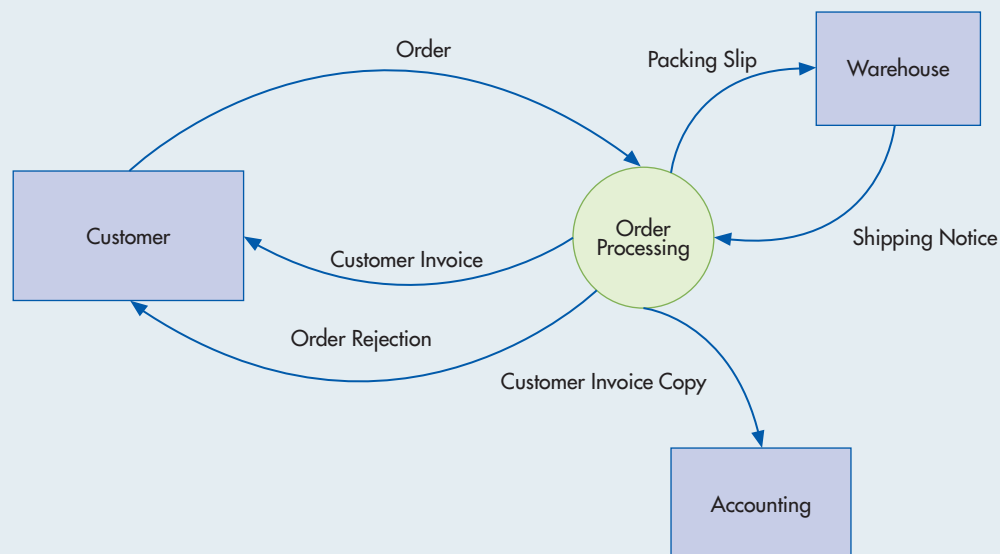 Order
Packing Slip
Warehouse
Customer
Order
Processing
Shipping Notice
Customer Invoice
Order Rejection
Customer Invoice Copy
Accounting